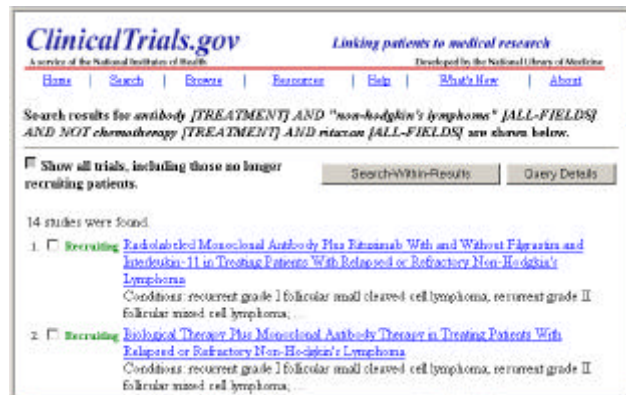 ClinicalTrials.gov
Linking patients to medical research
A service of the National Institutes of Health
Developed by the National Library of Medicine
Home | Search | Browse | Resources | Help | What's New | About
Search results for antibody [TREATMENT] AND "non-hodgkin's lymphoma" [ALL-FIELDS]
AND NOT chemotherapy [TREATMENT] AND rituxan [ALL-FIELDS] are shown below.
Show all trials, including those no longer
recruiting patients.
Search-Within-Results
Query Details
14 studies were found.
1. Recruiting Radiolabeled Monoclonal Antibody Plus Rituximab With and Without Filgrastim and
Interleukin-11 in Treating Patients With Relapsed or Refractory Non-Hodgkin's
Lymphoma
Conditions: recurrent grade I follicular small cleaved cell lymphoma; recurrent grade II
follicular mixed cell lymphoma; ...
2. Recruiting Biological Therapy Plus Monoclonal Antibody Therapy in Treating Patients With
Relapsed or Refractory Non-Hodgkin's Lymphoma
Conditions: recurrent grade I follicular small cleaved cell lymphoma; recurrent grade II
follicular mixed cell lymphoma; ...